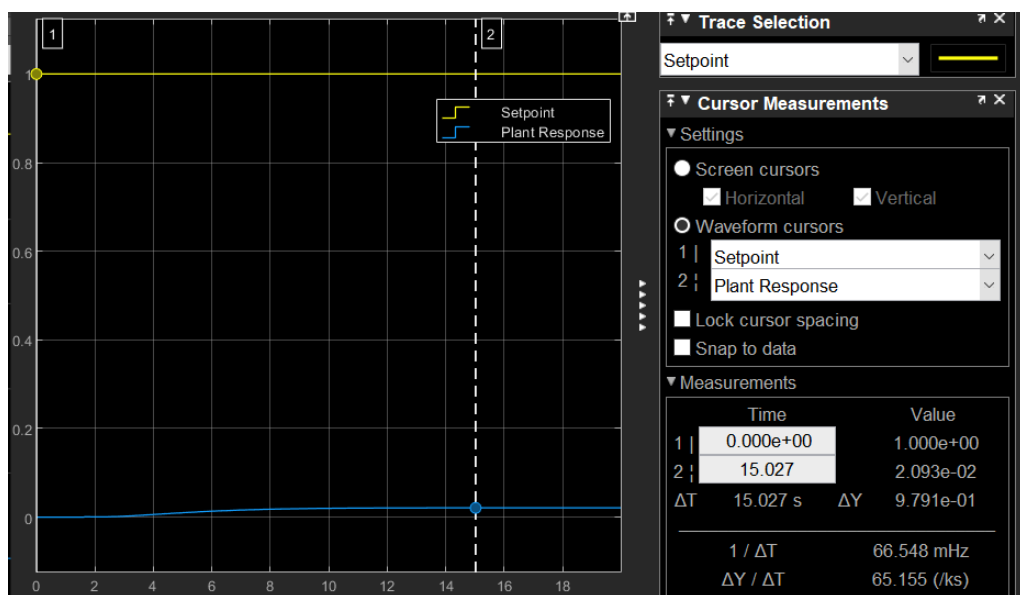 1
2
1
0.8
0.6
0.4
0.2
0
0 2 4 6 8 10 12 14 16 18
Setpoint
Plant Response
Trace Selection
Setpoint
Cursor Measurements
Settings
Screen cursors
Horizontal Vertical
Waveform cursors
1 | Setpoint
2 ¦ Plant Response
Lock cursor spacing
Snap to data
Measurements
Time Value
1 | 0.000e+00 1.000e+00
2 ¦ 15.027 2.093e-02
ΔT 15.027 s ΔY 9.791e-01
1 / ΔT 66.548 mHz
ΔY / ΔT 65.155 (/ks)